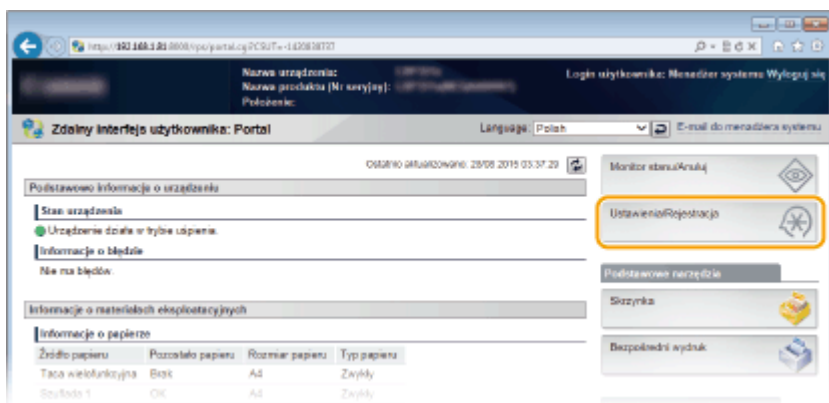 Nazwa urządzenia:
Nazwa produktu (Nr seryjny):
Położenie:
Login użytkownika: Menedżer systemu Wyloguj się
Zdalny interfejs użytkownika: Portal
Language: Polish
E-mail do menadżera systemu
Ostatnio aktualizowano: 28/08 2015 03:37:29
Podstawowe informacje o urządzeniu
Stan urządzenia
Urządzenie działa w trybie uśpienia.
Informacje o błędzie
Nie ma błędów.
Informacje o materiałach eksploatacyjnych
Informacje o papierze
Źródło papieru Pozostało papieru Rozmiar papieru Typ papieru
Taca wielofunkcyjna Brak A4 Zwykły
Szuflada 1 OK A4 Zwykły
Monitor stanu/Anuluj
Ustawienia/Rejestracja
Podstawowe narzędzia
Skrzynka
Bezpośredni wydruk